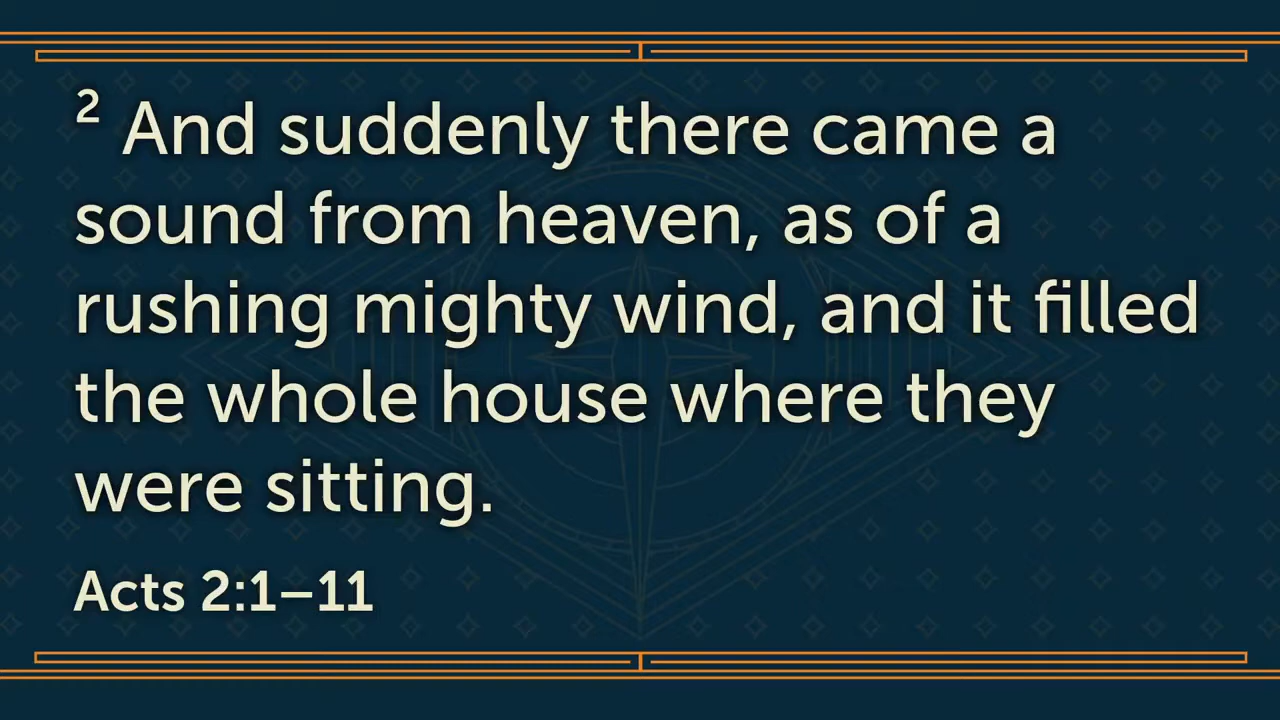 ² And suddenly there came a
sound from heaven, as of a
rushing mighty wind, and it filled
the whole house where they
were sitting.
Acts 2:1–11